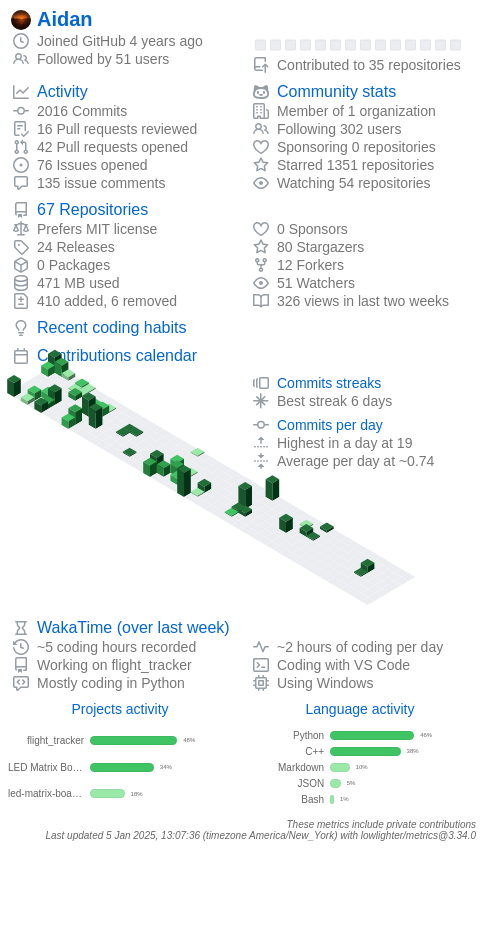 Aidan
Joined GitHub 4 years ago
Followed by 51 users
Contributed to 35 repositories
Activity
2016 Commits
16 Pull requests reviewed
42 Pull requests opened
76 Issues opened
135 issue comments
Community stats
Member of 1 organization
Following 302 users
Sponsoring 0 repositories
Starred 1351 repositories
Watching 54 repositories
67 Repositories
Prefers MIT license
24 Releases
0 Packages
471 MB used
410 added, 6 removed
0 Sponsors
80 Stargazers
12 Forkers
51 Watchers
326 views in last two weeks
Recent coding habits
Contributions calendar
Commits streaks
Best streak 6 days
Commits per day
Highest in a day at 19
Average per day at ~0.74
WakaTime (over last week)
~5 coding hours recorded
Working on flight_tracker
Mostly coding in Python
~2 hours of coding per day
Coding with VS Code
Using Windows
Projects activity
flight_tracker 48%
LED Matrix Bo... 34%
led-matrix-boa... 18%
Language activity
Python 46%
C++ 38%
Markdown 10%
JSON 5%
Bash 1%
These metrics include private contributions
Last updated 5 Jan 2025, 13:07:36 (timezone America/New_York) with lowlighter/metrics@3.34.0